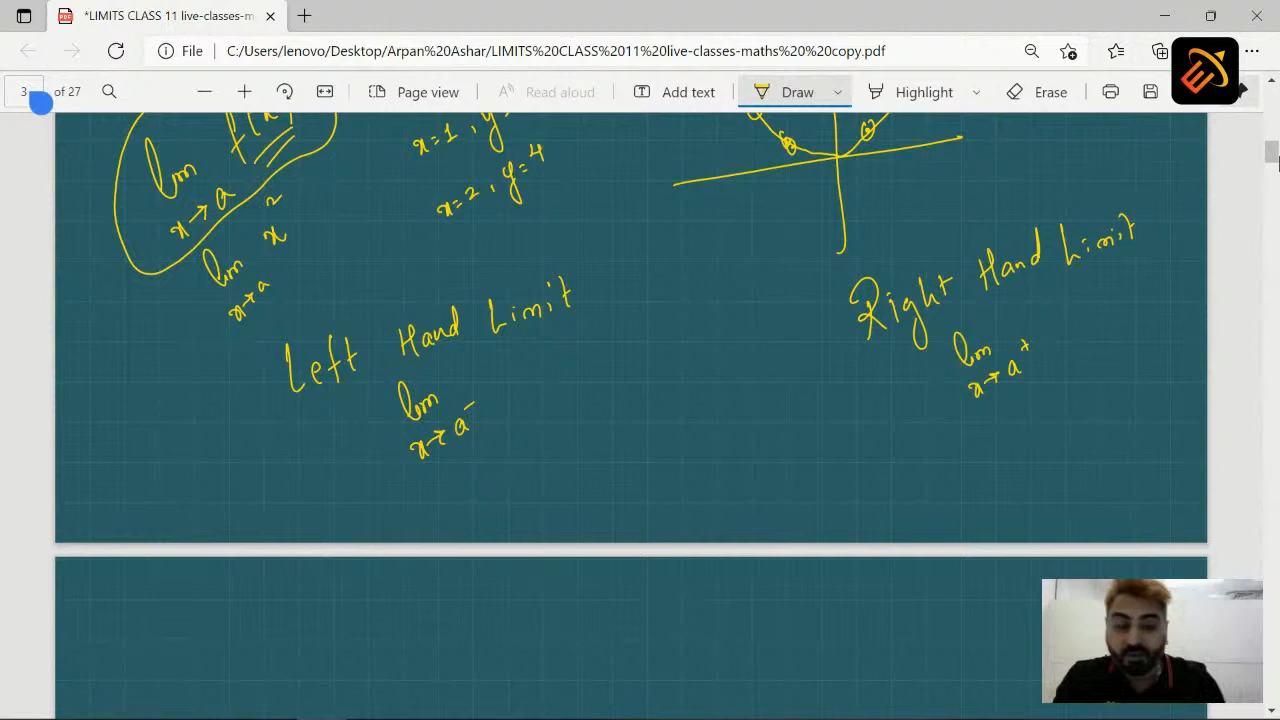 *LIMITS CLASS 11 live-classes-m
File C:/Users/lenovo/Desktop/Arpan%20Ashar/LIMITS%20CLASS%2011%20live-classes-maths%20%20copy.pdf
3 of 27 Page view Read aloud Add text Draw Highlight Erase
lim f(x)
x→a
x=1, y=
x=2, y=4
lim x²
x→a
Left Hand Limit
lim
x→a⁻
Right Hand Limit
lim
x→a⁺